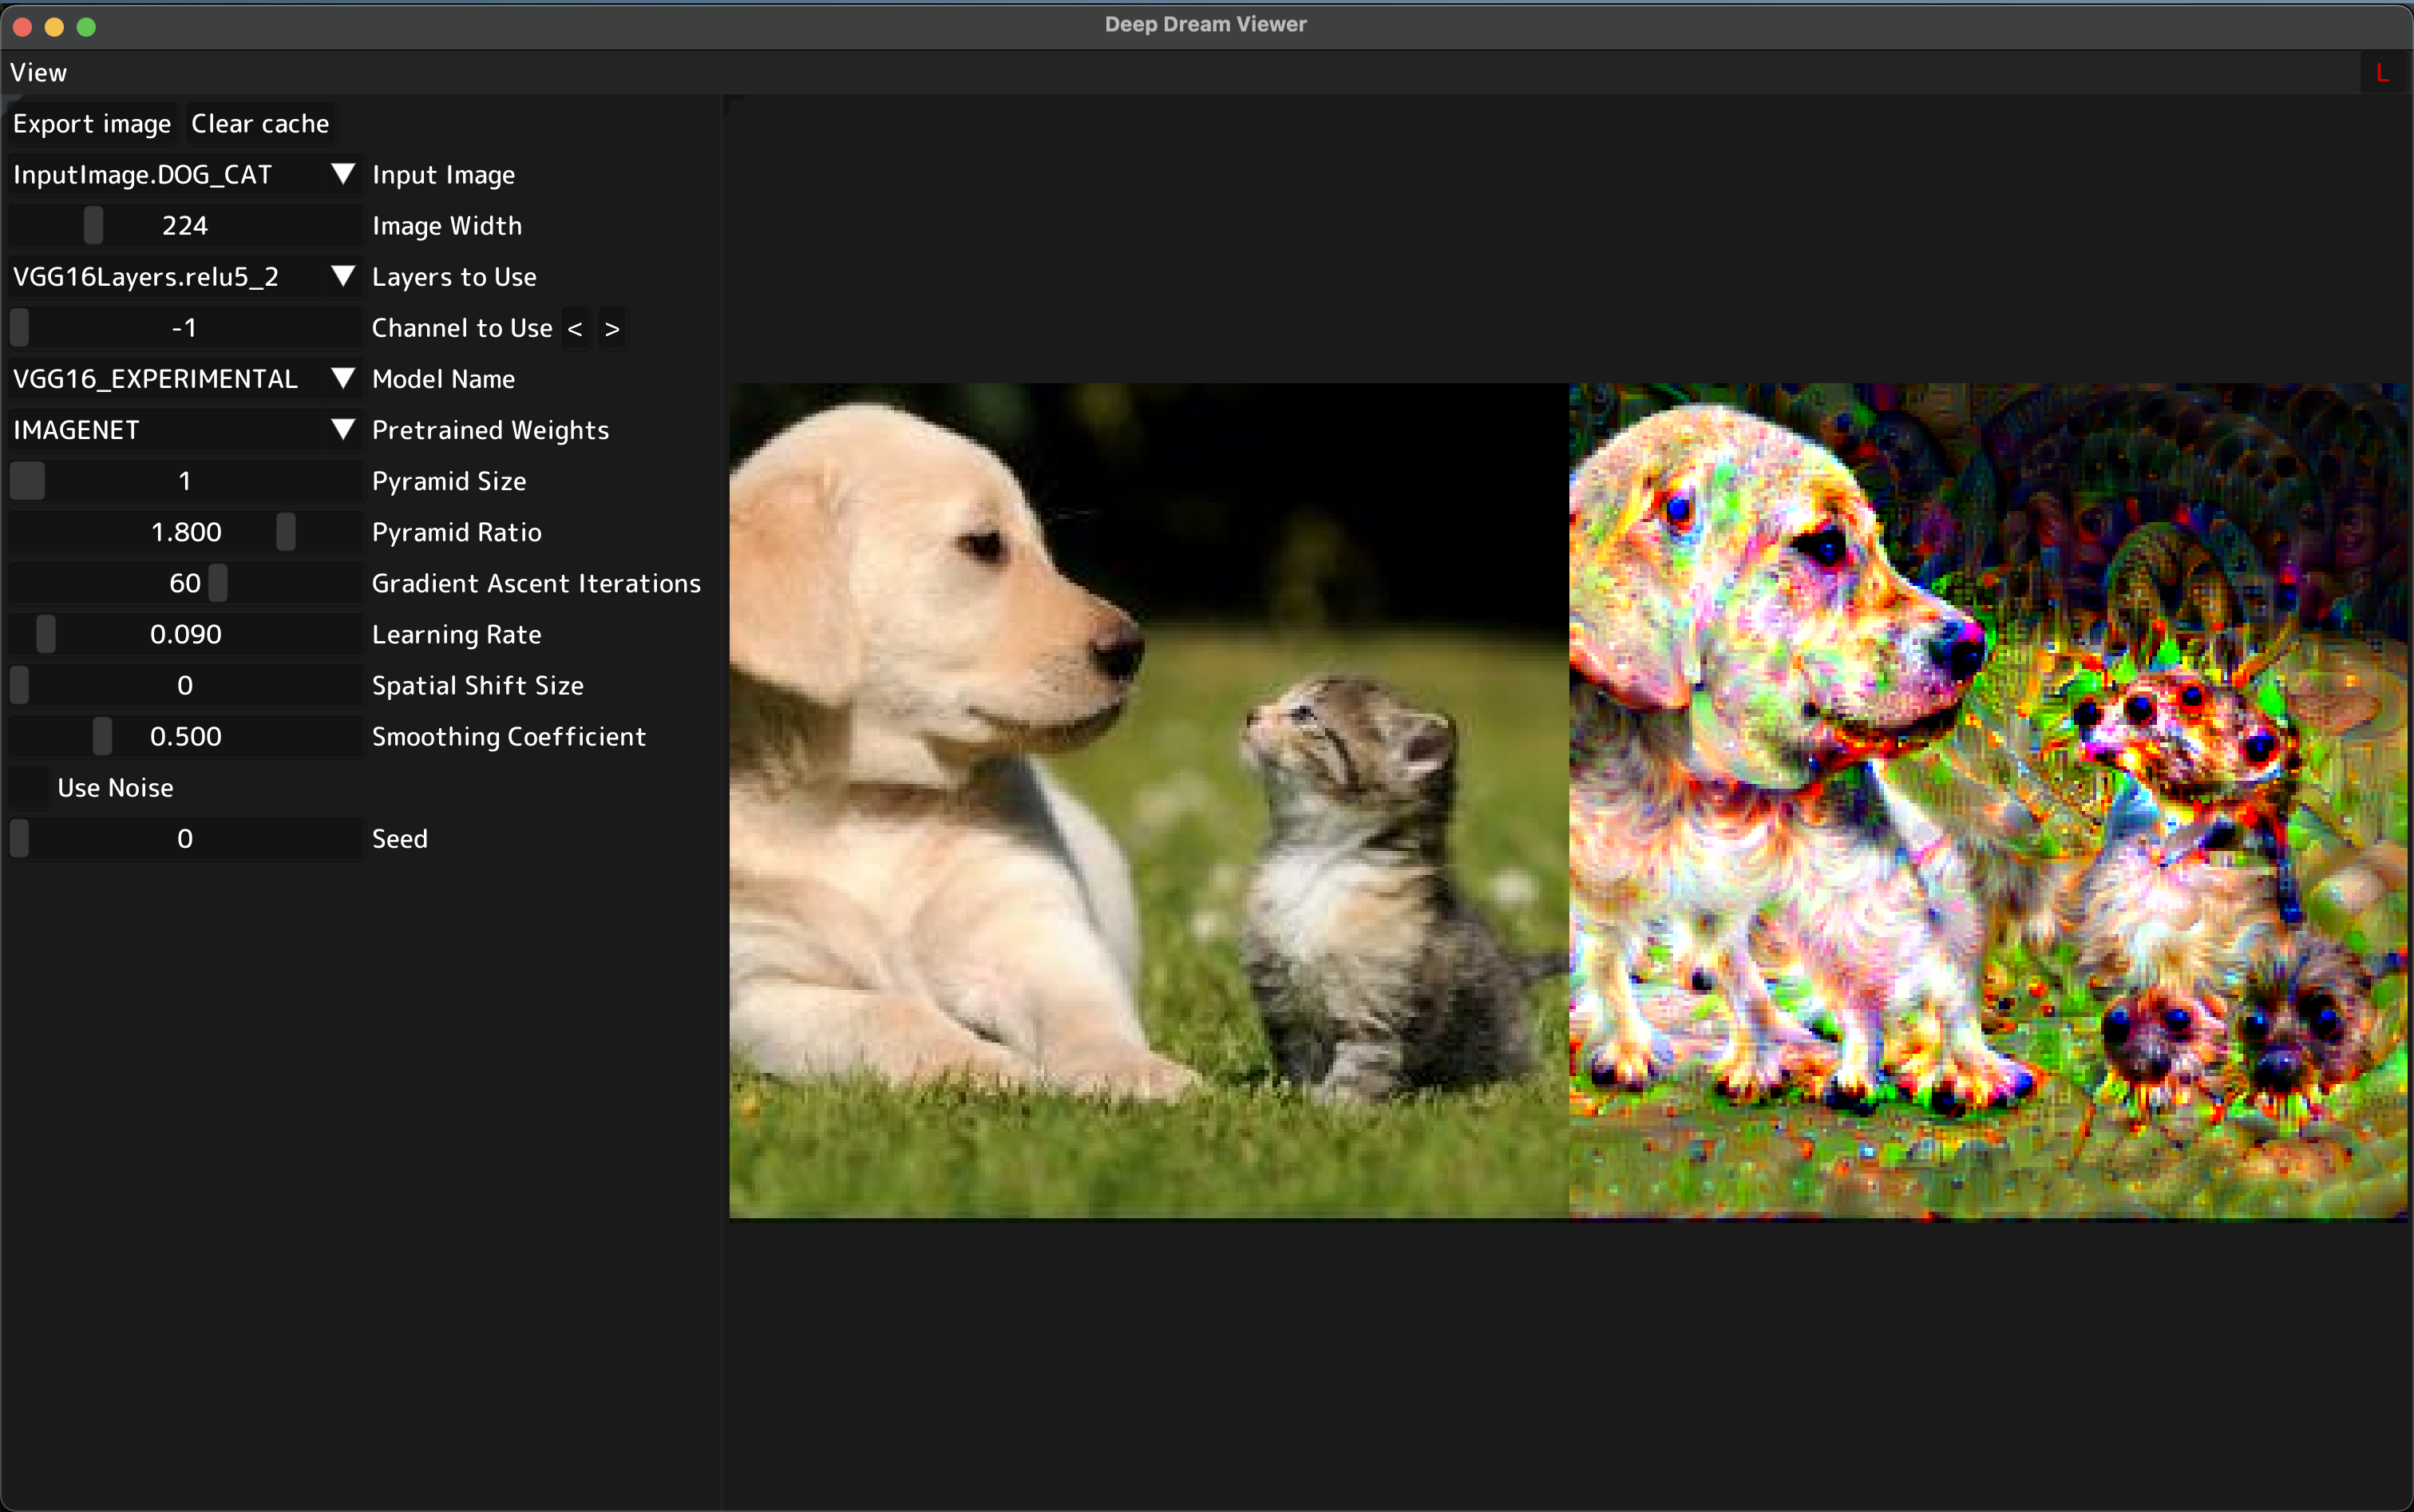 Deep Dream Viewer
View
L
Export image Clear cache
InputImage.DOG_CAT Input Image
224 Image Width
VGG16Layers.relu5_2 Layers to Use
-1 Channel to Use < >
VGG16_EXPERIMENTAL Model Name
IMAGENET Pretrained Weights
1 Pyramid Size
1.800 Pyramid Ratio
60 Gradient Ascent Iterations
0.090 Learning Rate
0 Spatial Shift Size
0.500 Smoothing Coefficient
Use Noise
0 Seed